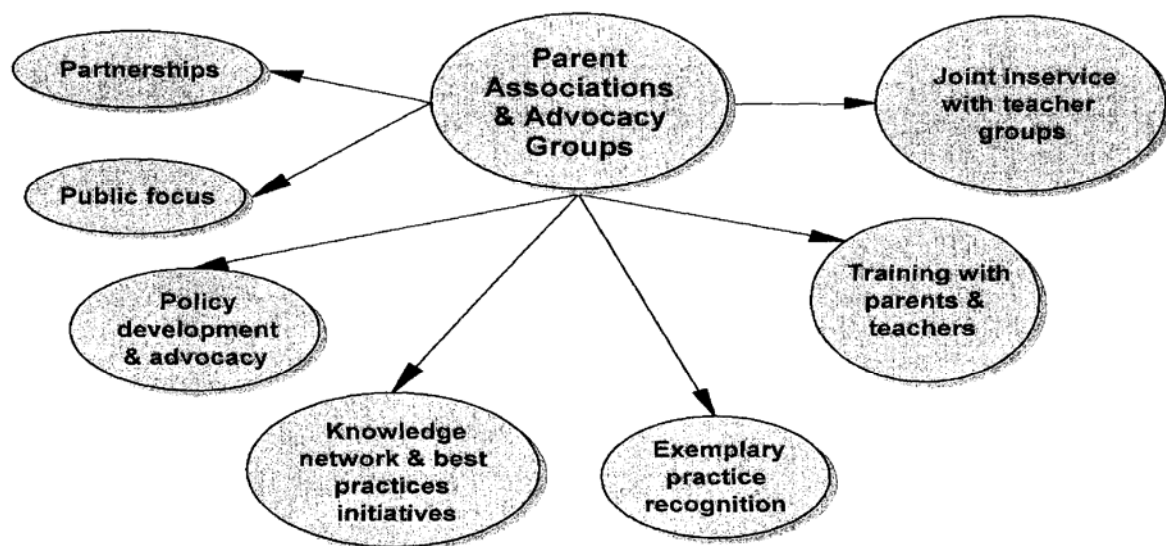 Parent
Associations
& Advocacy
Groups
Partnerships
Public focus
Policy
development
& advocacy
Knowledge
network & best
practices
initiatives
Exemplary
practice
recognition
Training with
parents &
teachers
Joint inservice
with teacher
groups